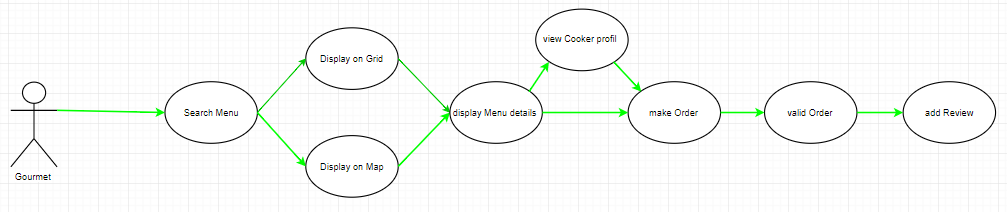 Gourmet
Search Menu
Display on Grid
Display on Map
display Menu details
view Cooker profil
make Order
valid Order
add Review